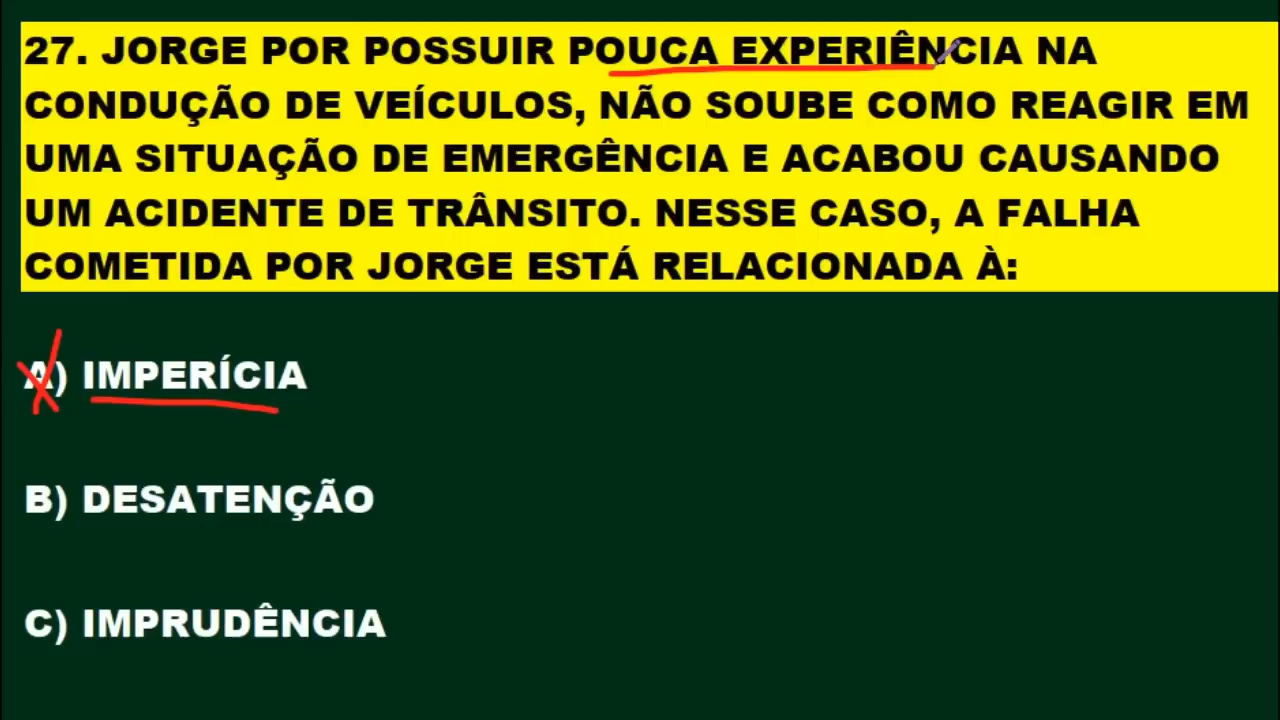 27. JORGE POR POSSUIR POUCA EXPERIÊNCIA NA
CONDUÇÃO DE VEÍCULOS, NÃO SOUBE COMO REAGIR EM
UMA SITUAÇÃO DE EMERGÊNCIA E ACABOU CAUSANDO
UM ACIDENTE DE TRÂNSITO. NESSE CASO, A FALHA
COMETIDA POR JORGE ESTÁ RELACIONADA À:
A) IMPERÍCIA
B) DESATENÇÃO
C) IMPRUDÊNCIA